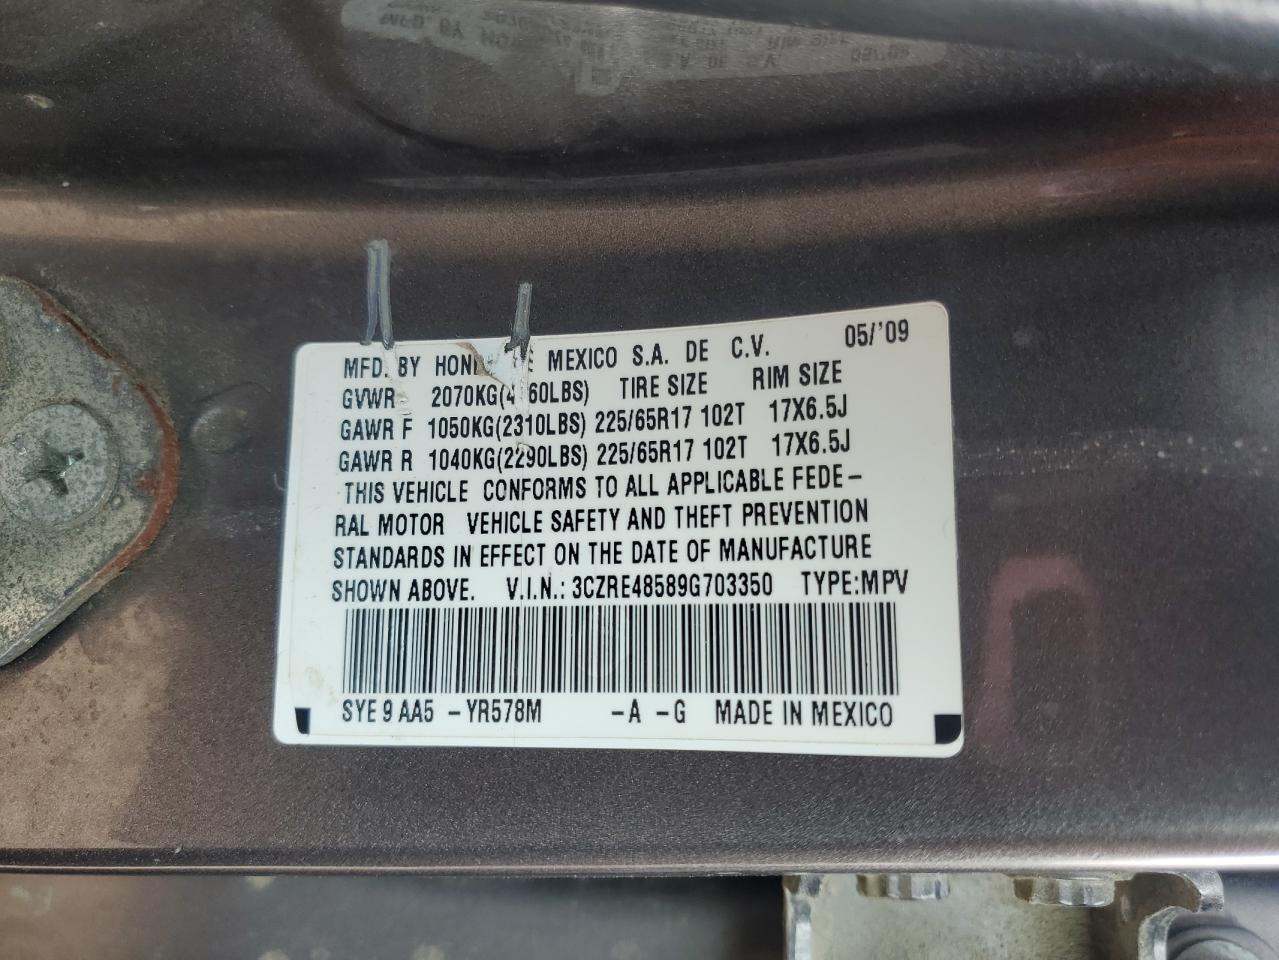 MFD. BY MEXICO S.A. DE C.V. 05/'09
GVWR 2070KG( 60LBS) TIRE SIZE RIM SIZE
GAWR F 1050KG(2310LBS) 225/65R17 102T 17X6.5J
GAWR R 1040KG(2290LBS) 225/65R17 102T 17X6.5J
THIS VEHICLE CONFORMS TO ALL APPLICABLE FEDE-
RAL MOTOR VEHICLE SAFETY AND THEFT PREVENTION
STANDARDS IN EFFECT ON THE DATE OF MANUFACTURE
SHOWN ABOVE. V.I.N.: 3CZRE48589G703350 TYPE:MPV
SYE 9 AA5 -YR578M -A -G MADE IN MEXICO